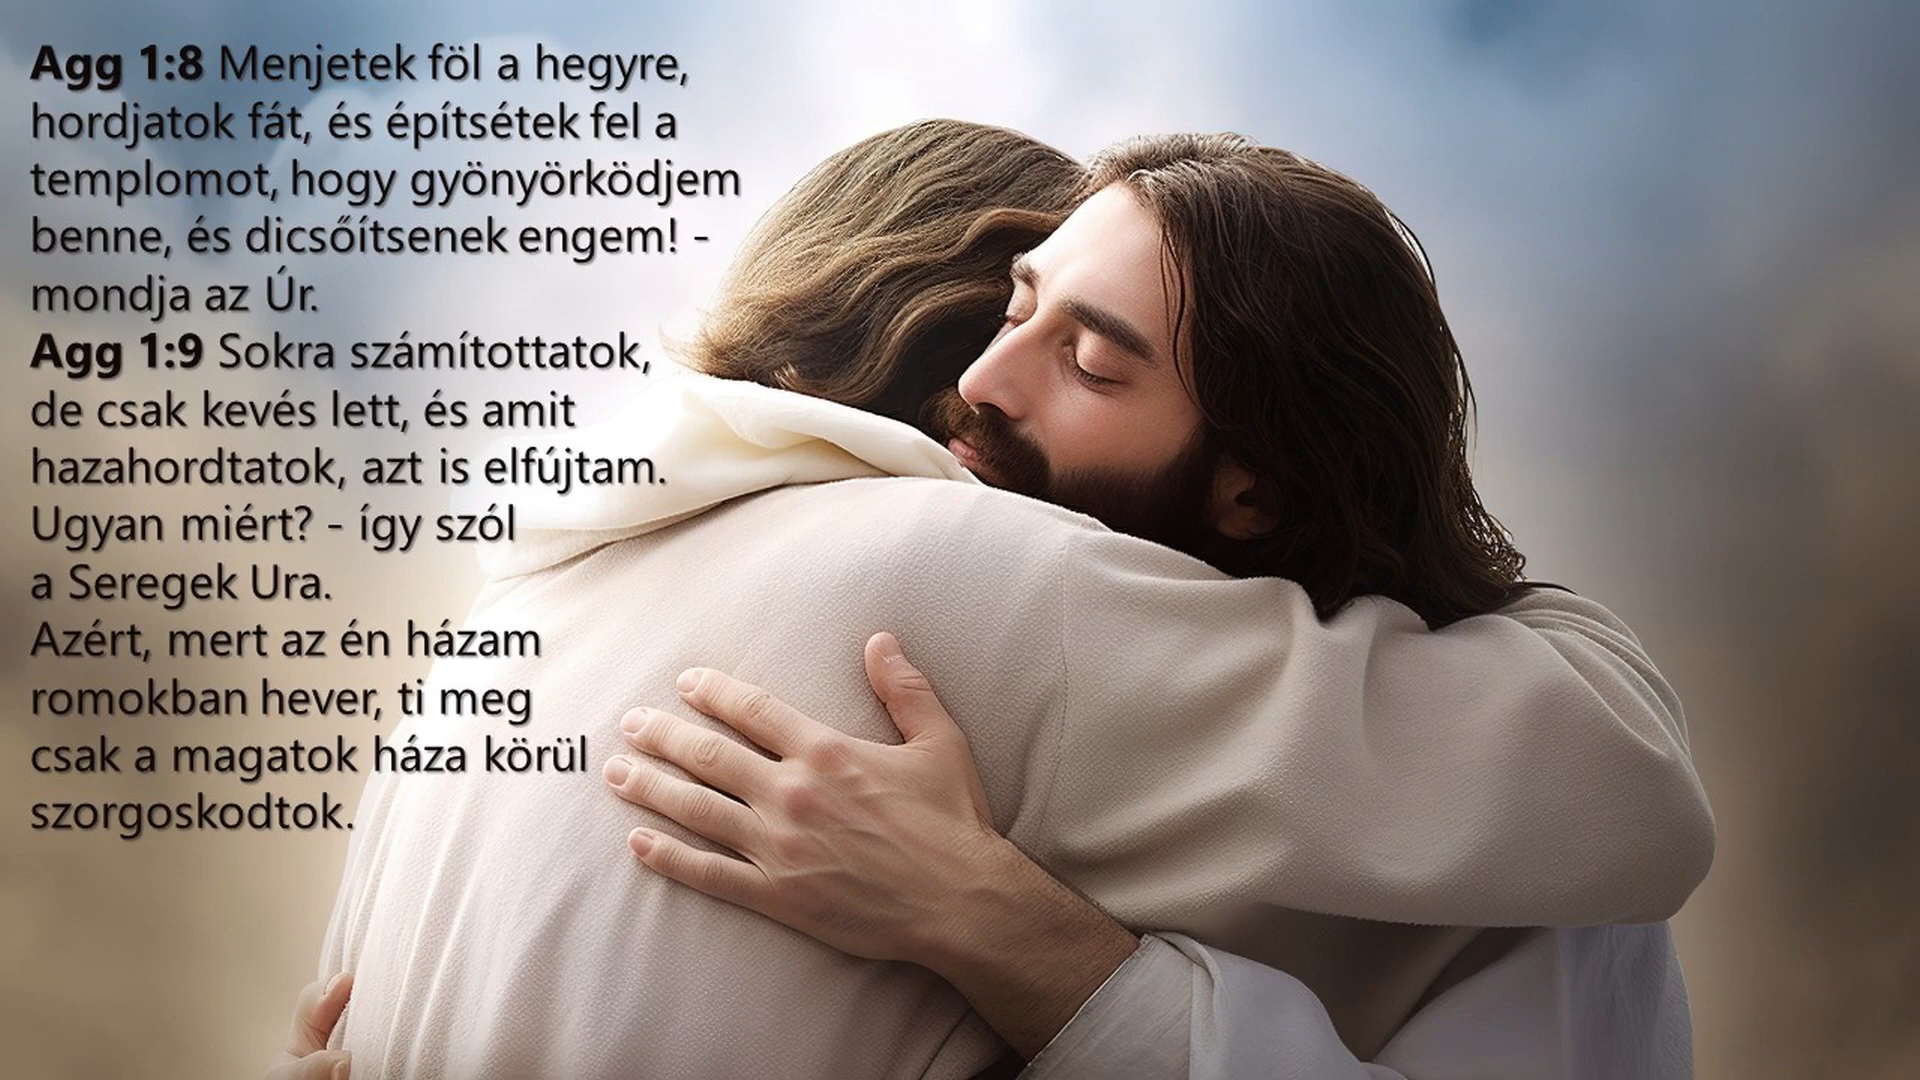 Agg 1:8 Menjetek föl a hegyre,
hordjatok fát, és építsétek fel a
templomot, hogy gyönyörködjem
benne, és dicsőítsenek engem! -
mondja az Úr.
Agg 1:9 Sokra számítottatok,
de csak kevés lett, és amit
hazahordtatok, azt is elfújtam.
Ugyan miért? - így szól
a Seregek Ura.
Azért, mert az én házam
romokban hever, ti meg
csak a magatok háza körül
szorgoskodtok.